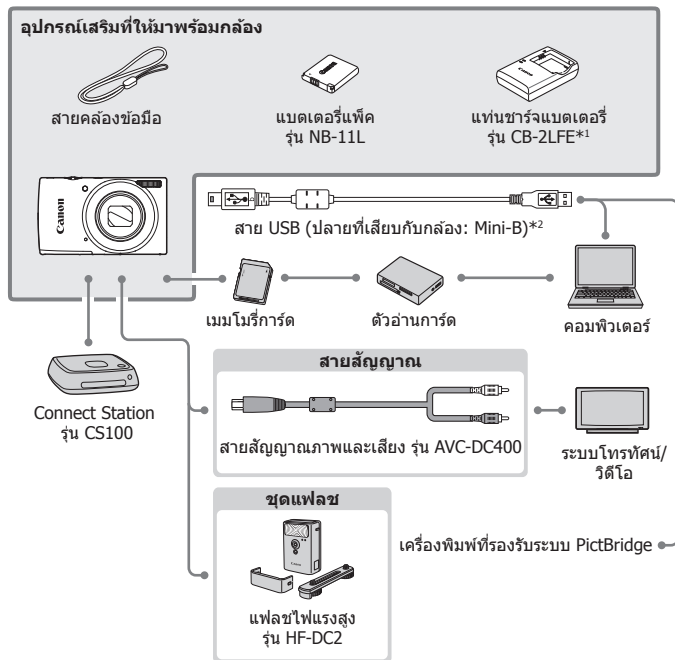 อุปกรณ์เสริมที่ให้มาพร้อมกล้อง
Canon
Canon
สายคล้องข้อมือ
แบตเตอรี่แพ็ค
รุ่น NB-11L
แท่นชาร์จแบตเตอรี่
รุ่น CB-2LFE*1
Canon
สาย USB (ปลายที่เสียบกับกล้อง: Mini-B)*2
เมมโมรี่การ์ด
ตัวอ่านการ์ด
คอมพิวเตอร์
Connect Station
รุ่น CS100
สายสัญญาณ
สายสัญญาณภาพและเสียง รุ่น AVC-DC400
ระบบโทรทัศน์/
วิดีโอ
ชุดแฟลช
Canon
แฟลชไฟแรงสูง
รุ่น HF-DC2
เครื่องพิมพ์ที่รองรับระบบ PictBridge